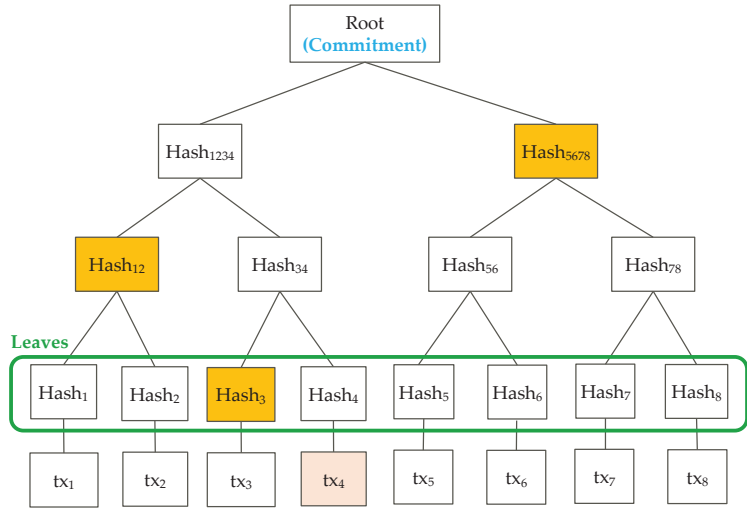 Root
(Commitment)
Hash₁₂₃₄
Hash₅₆₇₈
Hash₁₂
Hash₃₄
Hash₅₆
Hash₇₈
Leaves
Hash₁
Hash₂
Hash₃
Hash₄
Hash₅
Hash₆
Hash₇
Hash₈
tx₁
tx₂
tx₃
tx₄
tx₅
tx₆
tx₇
tx₈